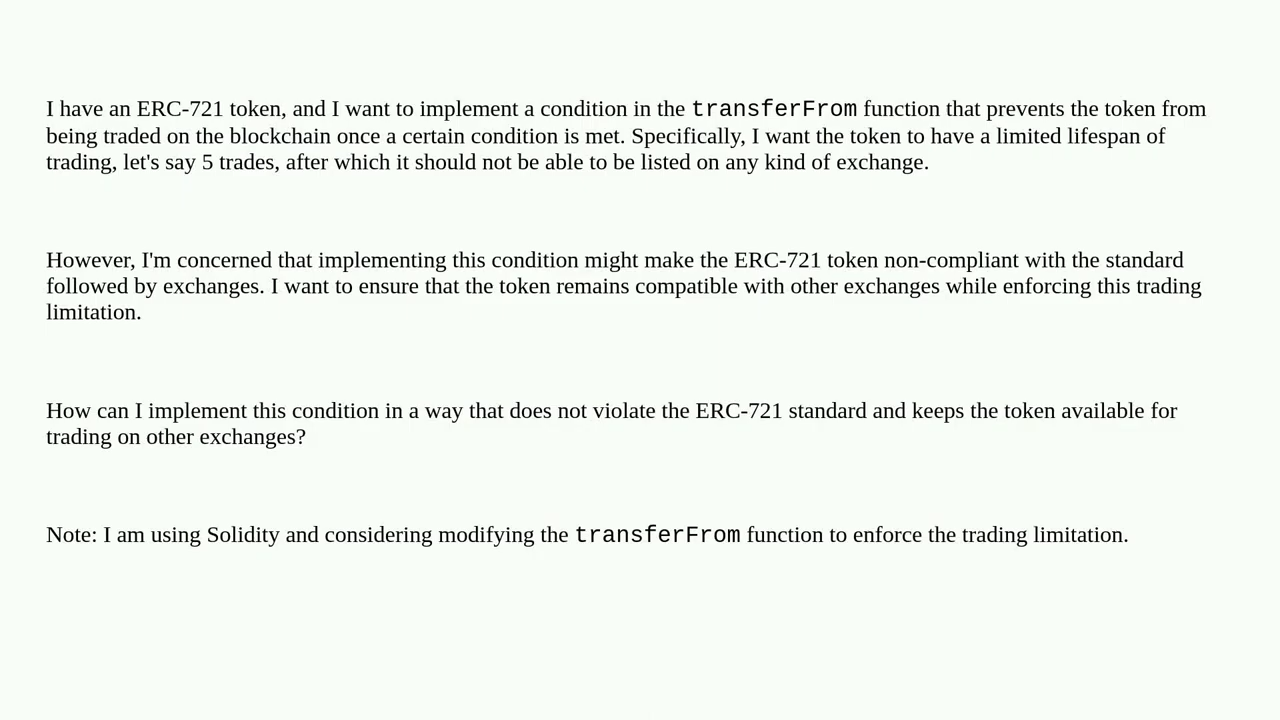 I have an ERC-721 token, and I want to implement a condition in the transferFrom function that prevents the token from
being traded on the blockchain once a certain condition is met. Specifically, I want the token to have a limited lifespan of
trading, let's say 5 trades, after which it should not be able to be listed on any kind of exchange.
However, I'm concerned that implementing this condition might make the ERC-721 token non-compliant with the standard
followed by exchanges. I want to ensure that the token remains compatible with other exchanges while enforcing this trading
limitation.
How can I implement this condition in a way that does not violate the ERC-721 standard and keeps the token available for
trading on other exchanges?
Note: I am using Solidity and considering modifying the transferFrom function to enforce the trading limitation.